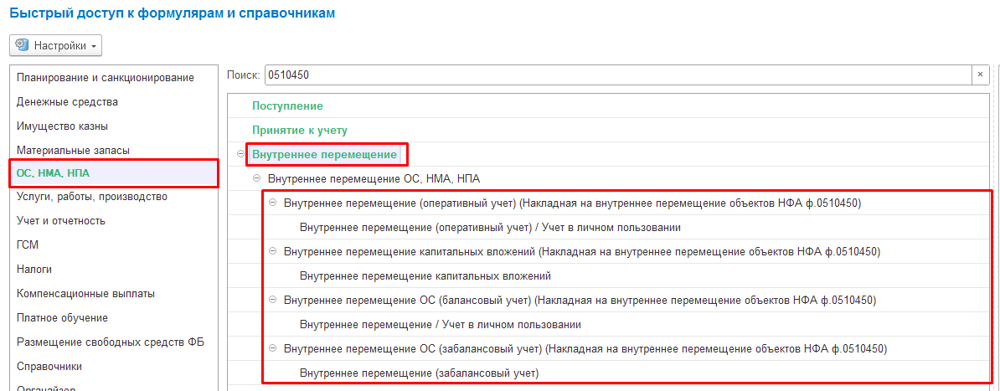 Быстрый доступ к формулярам и справочникам
Настройки
Планирование и санкционирование
Денежные средства
Имущество казны
Материальные запасы
ОС, НМА, НПА
Услуги, работы, производство
Учет и отчетность
ГСМ
Налоги
Компенсационные выплаты
Платное обучение
Размещение свободных средств ФБ
Справочники
Органайзер
Поиск: 0510450 ×
Поступление
Принятие к учету
Внутреннее перемещение
Внутреннее перемещение ОС, НМА, НПА
Внутреннее перемещение (оперативный учет) (Накладная на внутреннее перемещение объектов НФА ф.0510450)
Внутреннее перемещение (оперативный учет) / Учет в личном пользовании
Внутреннее перемещение капитальных вложений (Накладная на внутреннее перемещение объектов НФА ф.0510450)
Внутреннее перемещение капитальных вложений
Внутреннее перемещение ОС (балансовый учет) (Накладная на внутреннее перемещение объектов НФА ф.0510450)
Внутреннее перемещение / Учет в личном пользовании
Внутреннее перемещение ОС (забалансовый учет) (Накладная на внутреннее перемещение объектов НФА ф.0510450)
Внутреннее перемещение (забалансовый учет)